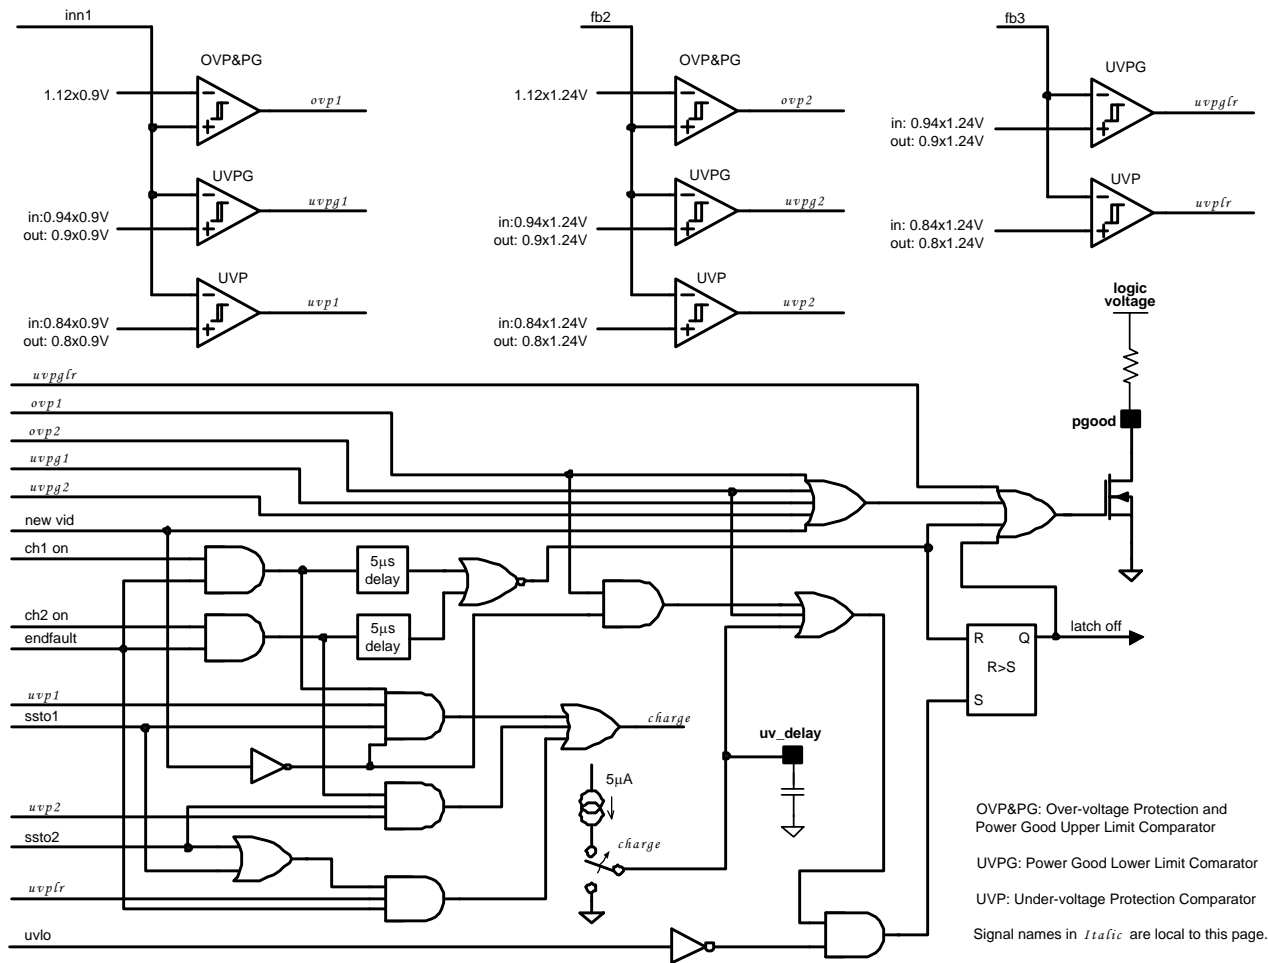 inn1
fb2
fb3
OVP&PG
OVP&PG
UVPG
1.12x0.9V
ovp1
1.12x1.24V
ovp2
uvpglr
in: 0.94x1.24V
out: 0.9x1.24V
UVPG
UVPG
UVP
in:0.94x0.9V
out: 0.9x0.9V
uvpg1
in:0.94x1.24V
out: 0.9x1.24V
uvpg2
in: 0.84x1.24V
out: 0.8x1.24V
uvplr
UVP
UVP
in:0.84x0.9V
out: 0.8x0.9V
uvp1
in:0.84x1.24V
out: 0.8x1.24V
uvp2
logic
voltage
uvpglr
ovp1
ovp2
uvpg1
uvpg2
new vid
ch1 on
ch2 on
endfault
pgood
5µs
delay
5µs
delay
R
Q
R>S
S
latch off
uvp1
ssto1
charge
uv_delay
5µA
charge
uvp2
ssto2
uvplr
uvlo
OVP&PG: Over-voltage Protection and
Power Good Upper Limit Comparator
UVPG: Power Good Lower Limit Comarator
UVP: Under-voltage Protection Comparator
Signal names in Italic are local to this page.